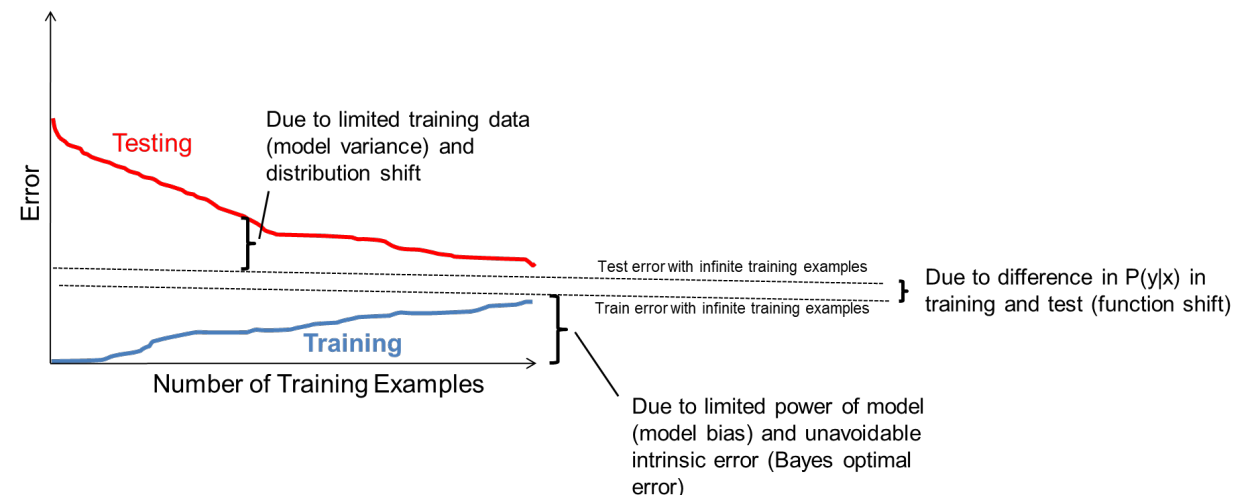 Due to limited training data
(model variance) and
distribution shift
Testing
Error
Test error with infinite training examples
Due to difference in P(y|x) in
training and test (function shift)
Train error with infinite training examples
Training
Number of Training Examples
Due to limited power of model
(model bias) and unavoidable
intrinsic error (Bayes optimal
error)